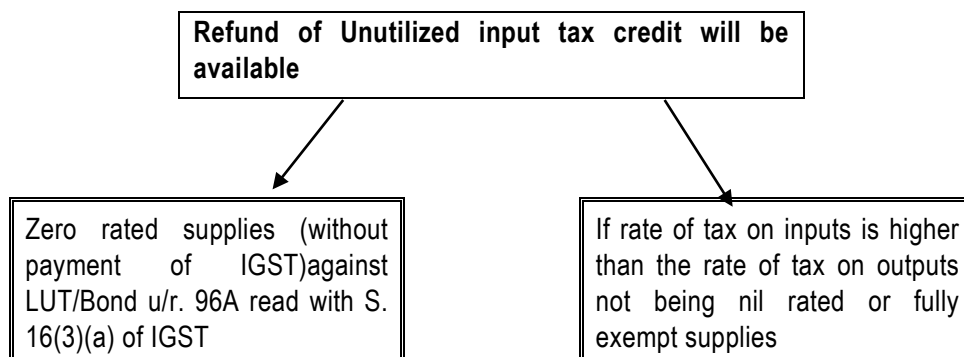 Refund of Unutilized input tax credit will be
available
Zero rated supplies (without
payment of IGST)against
LUT/Bond u/r. 96A read with S.
16(3)(a) of IGST
If rate of tax on inputs is higher
than the rate of tax on outputs
not being nil rated or fully
exempt supplies